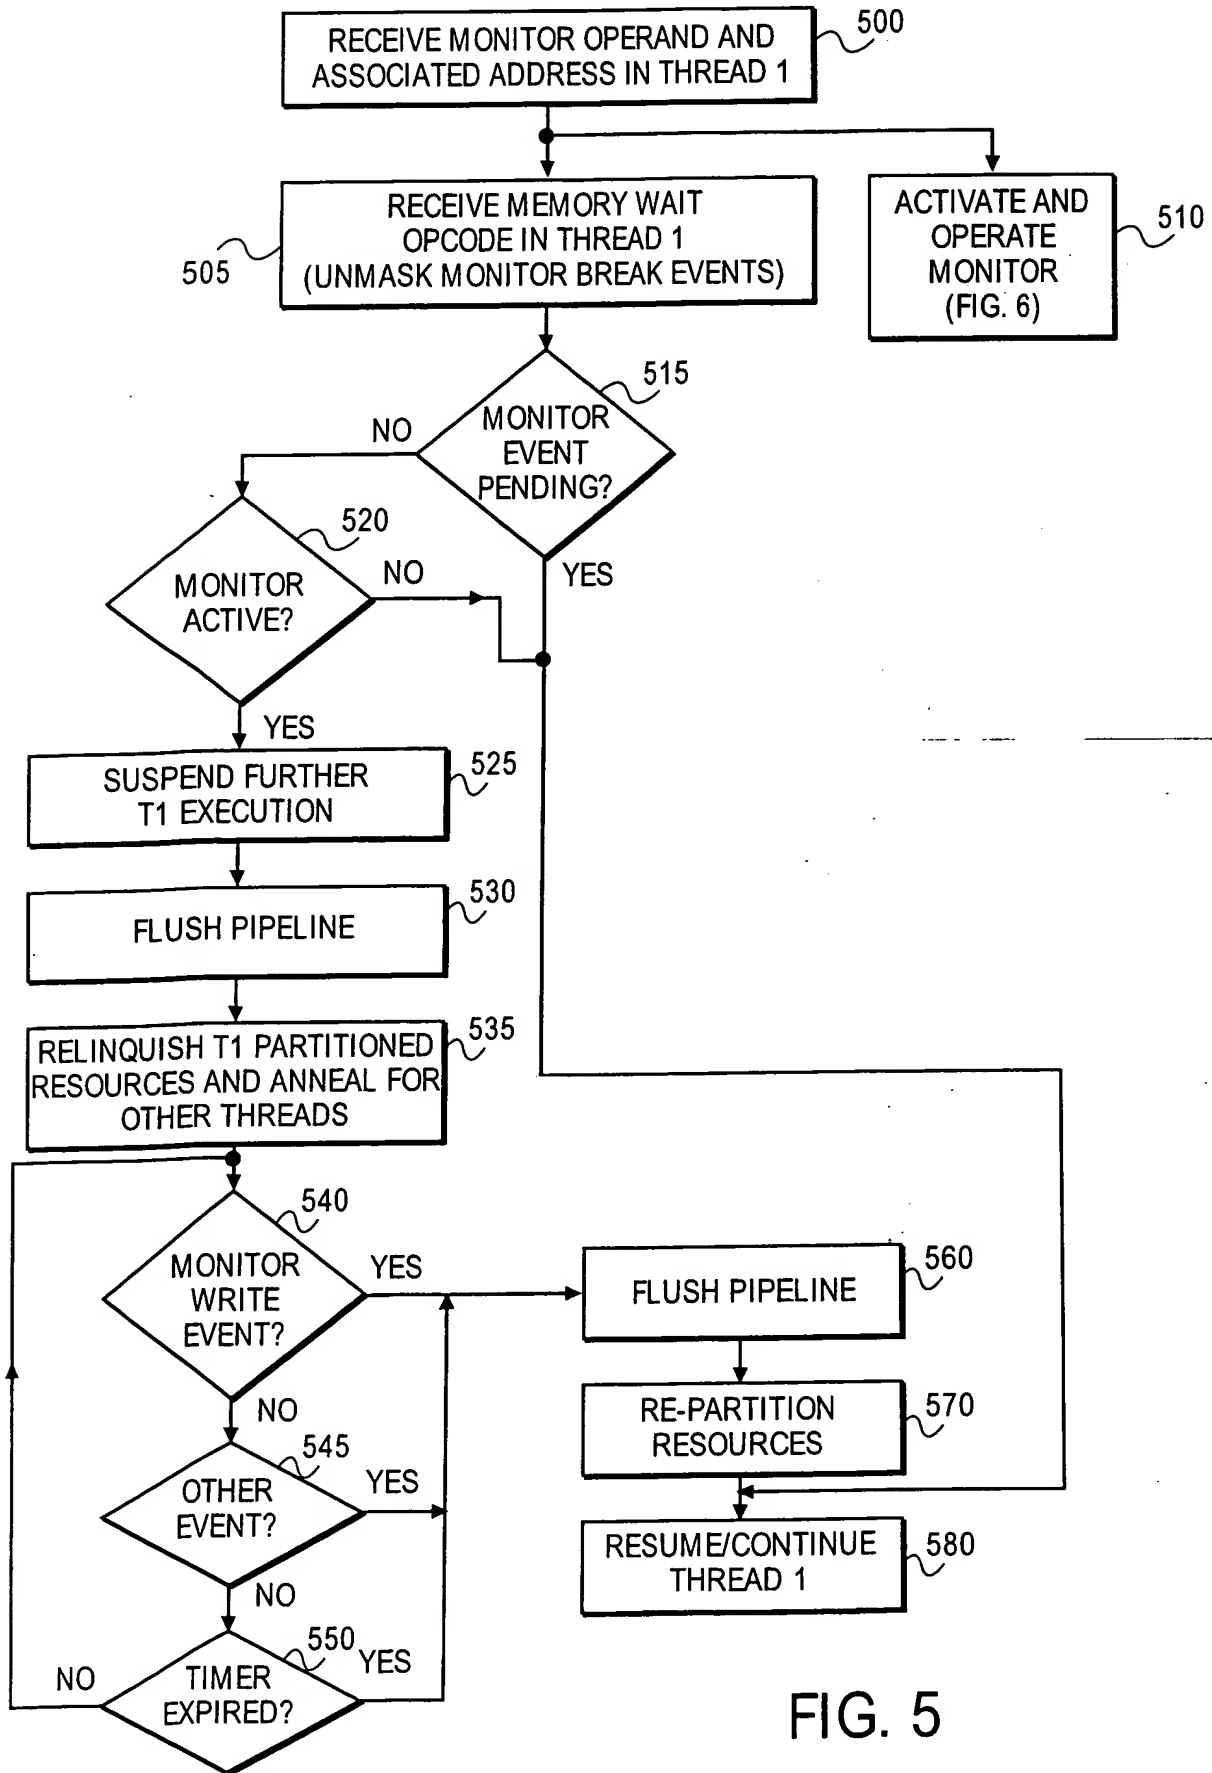 RECEIVE MONITOR OPERAND AND
ASSOCIATED ADDRESS IN THREAD 1
500
RECEIVE MEMORY WAIT
OPCODE IN THREAD 1
(UNMASK MONITOR BREAK EVENTS)
505
ACTIVATE AND
OPERATE
MONITOR
(FIG. 6)
510
MONITOR
EVENT
PENDING?
515
NO
YES
MONITOR
ACTIVE?
520
NO
YES
SUSPEND FURTHER
T1 EXECUTION
525
FLUSH PIPELINE
530
RELINQUISH T1 PARTITIONED
RESOURCES AND ANNEAL FOR
OTHER THREADS
535
MONITOR
WRITE
EVENT?
540
YES
NO
OTHER
EVENT?
545
YES
NO
TIMER
EXPIRED?
550
YES
NO
FLUSH PIPELINE
560
RE-PARTITION
RESOURCES
570
RESUME/CONTINUE
THREAD 1
580
FIG. 5